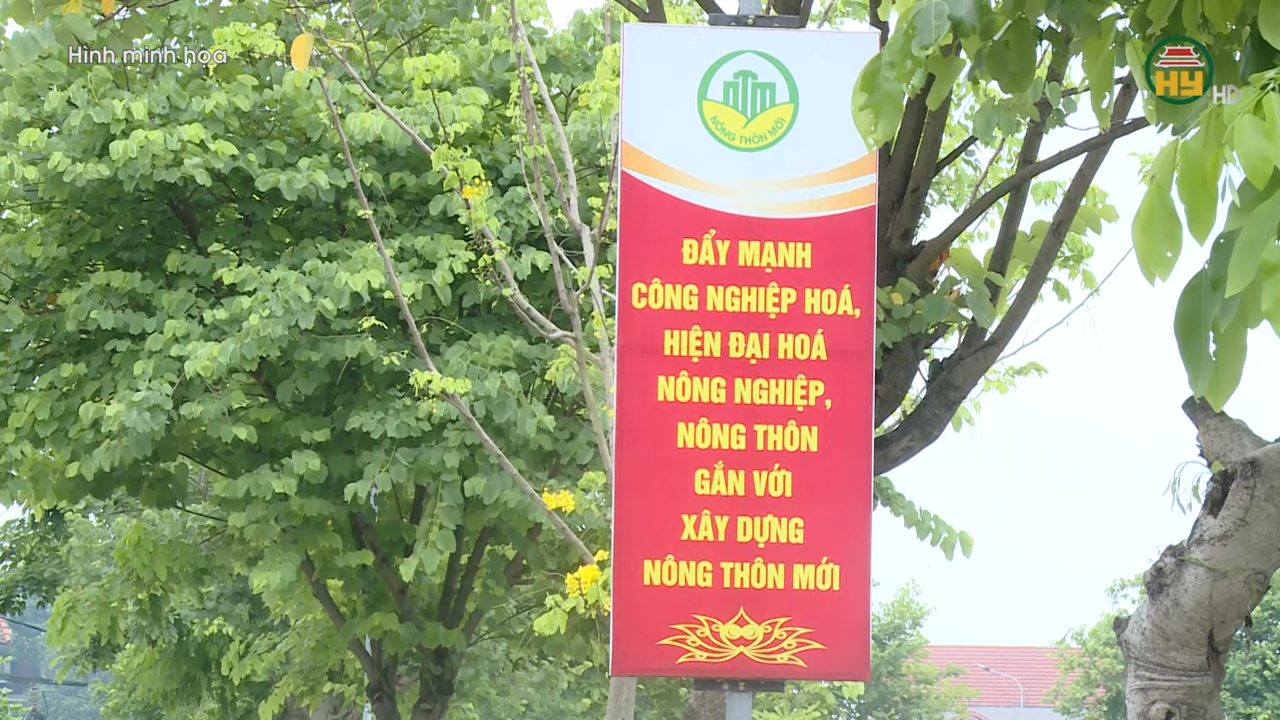 Hình minh họa
HY HD
NTM
NÔNG THÔN MỚI
ĐẨY MẠNH
CÔNG NGHIỆP HOÁ,
HIỆN ĐẠI HOÁ
NÔNG NGHIỆP,
NÔNG THÔN
GẮN VỚI
XÂY DỰNG
NÔNG THÔN MỚI